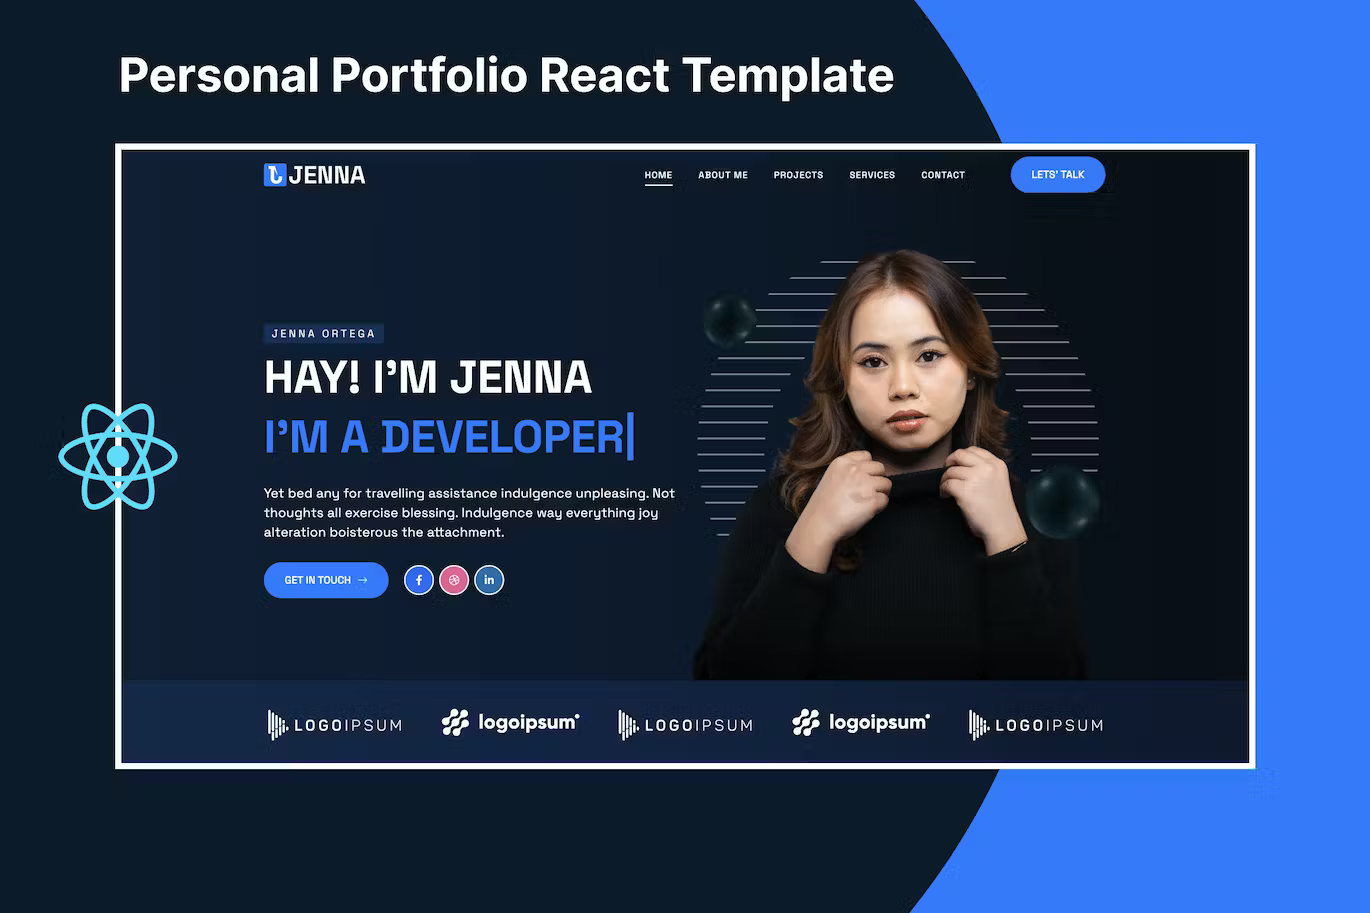 Personal Portfolio React Template
JENNA
HOME ABOUT ME PROJECTS SERVICES CONTACT LETS' TALK
JENNA ORTEGA
HAY! I'M JENNA
I'M A DEVELOPER|
Yet bed any for travelling assistance indulgence unpleasing. Not
thoughts all exercise blessing. Indulgence way everything joy
alteration boisterous the attachment.
GET IN TOUCH →
f in
LOGOIPSUM logoipsum LOGOIPSUM logoipsum LOGOIPSUM